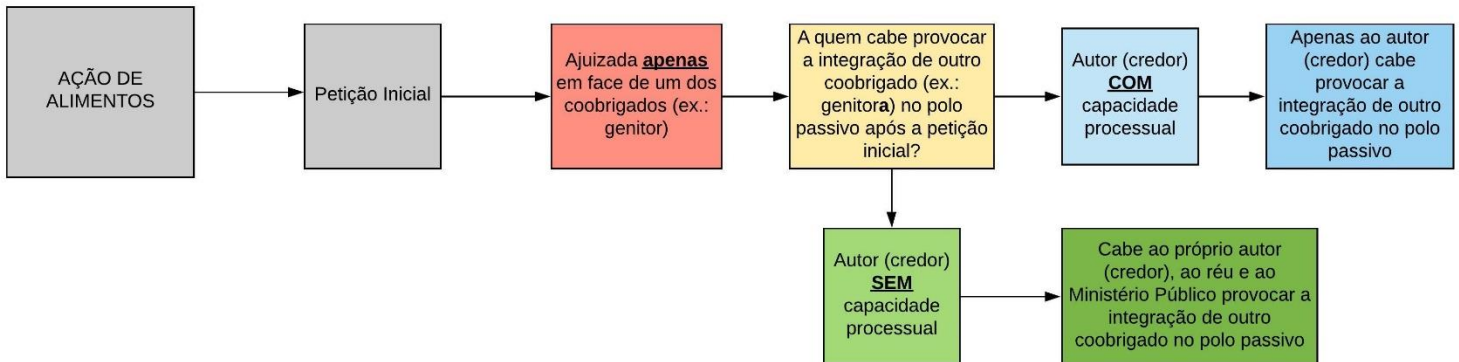 AÇÃO DE
ALIMENTOS
Petição Inicial
Ajuizada apenas
em face de um dos
coobrigados (ex.:
genitor)
A quem cabe provocar
a integração de outro
coobrigado (ex.:
genitora) no polo
passivo após a petição
inicial?
Autor (credor)
COM
capacidade
processual
Apenas ao autor
(credor) cabe
provocar a
integração de outro
coobrigado no polo
passivo
Autor (credor)
SEM
capacidade
processual
Cabe ao próprio autor
(credor), ao réu e ao
Ministério Público provocar a
integração de outro
coobrigado no polo passivo